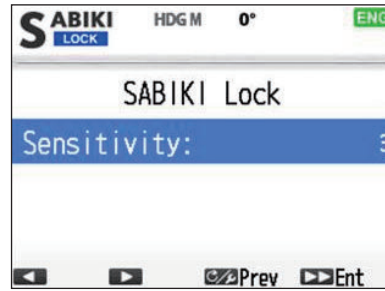 SABIKI HDG M 0° ENG
LOCK
SABIKI Lock
Sensitivity: 3
Prev Ent